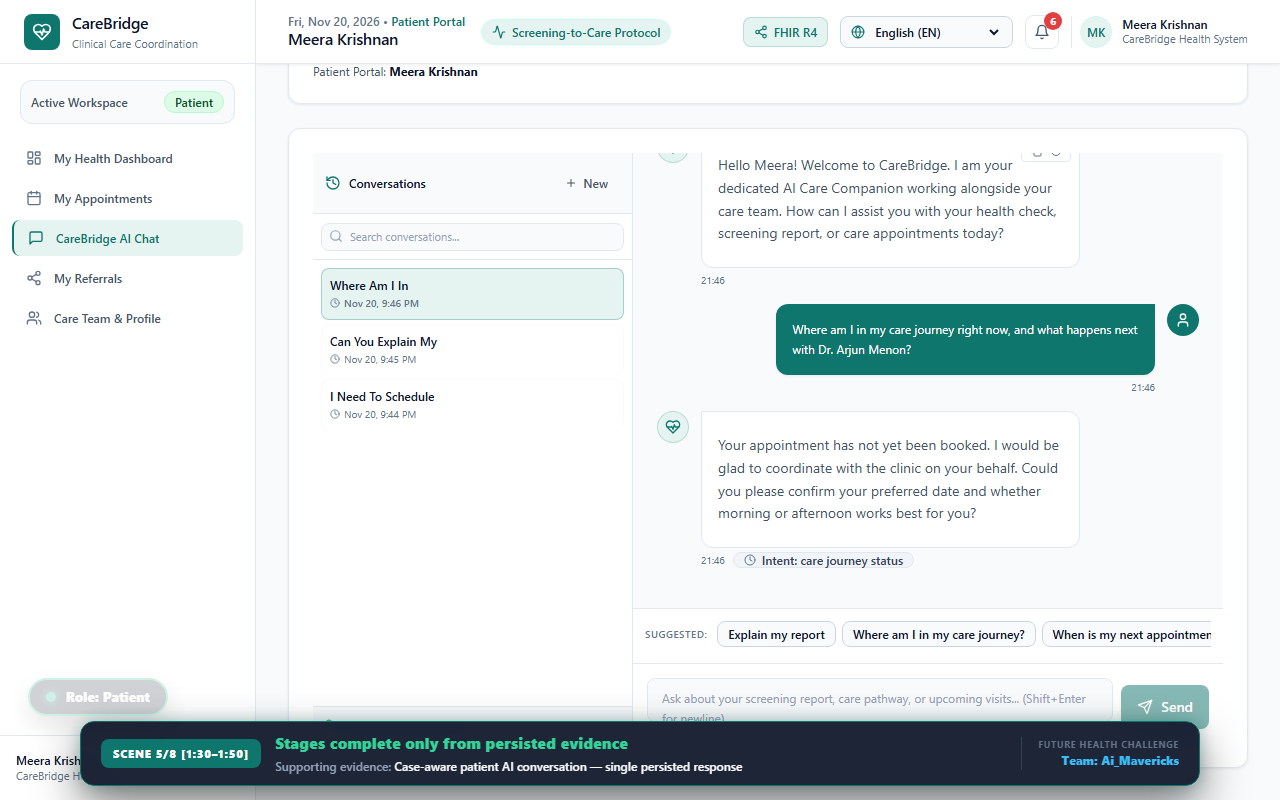 CareBridge
Clinical Care Coordination
Fri, Nov 20, 2026 • Patient Portal
Meera Krishnan
Screening-to-Care Protocol
FHIR R4
English (EN)
6
MK
Meera Krishnan
CareBridge Health System
Active Workspace
Patient
My Health Dashboard
My Appointments
CareBridge AI Chat
My Referrals
Care Team & Profile
Patient Portal: Meera Krishnan
Conversations
New
Search conversations...
Where Am I In
Nov 20, 9:46 PM
Can You Explain My
Nov 20, 9:45 PM
I Need To Schedule
Nov 20, 9:44 PM
Hello Meera! Welcome to CareBridge. I am your
dedicated AI Care Companion working alongside your
care team. How can I assist you with your health check,
screening report, or care appointments today?
21:46
Where am I in my care journey right now, and what happens next
with Dr. Arjun Menon?
21:46
Your appointment has not yet been booked. I would be
glad to coordinate with the clinic on your behalf. Could
you please confirm your preferred date and whether
morning or afternoon works best for you?
21:46
Intent: care journey status
SUGGESTED:
Explain my report
Where am I in my care journey?
When is my next appointmen
Ask about your screening report, care pathway, or upcoming visits... (Shift+Enter
for newline)
Send
Role: Patient
Meera Krish
CareBridge H
SCENE 5/8 [1:30–1:50]
Stages complete only from persisted evidence
Supporting evidence: Case-aware patient AI conversation — single persisted response
FUTURE HEALTH CHALLENGE
Team: Ai_Mavericks